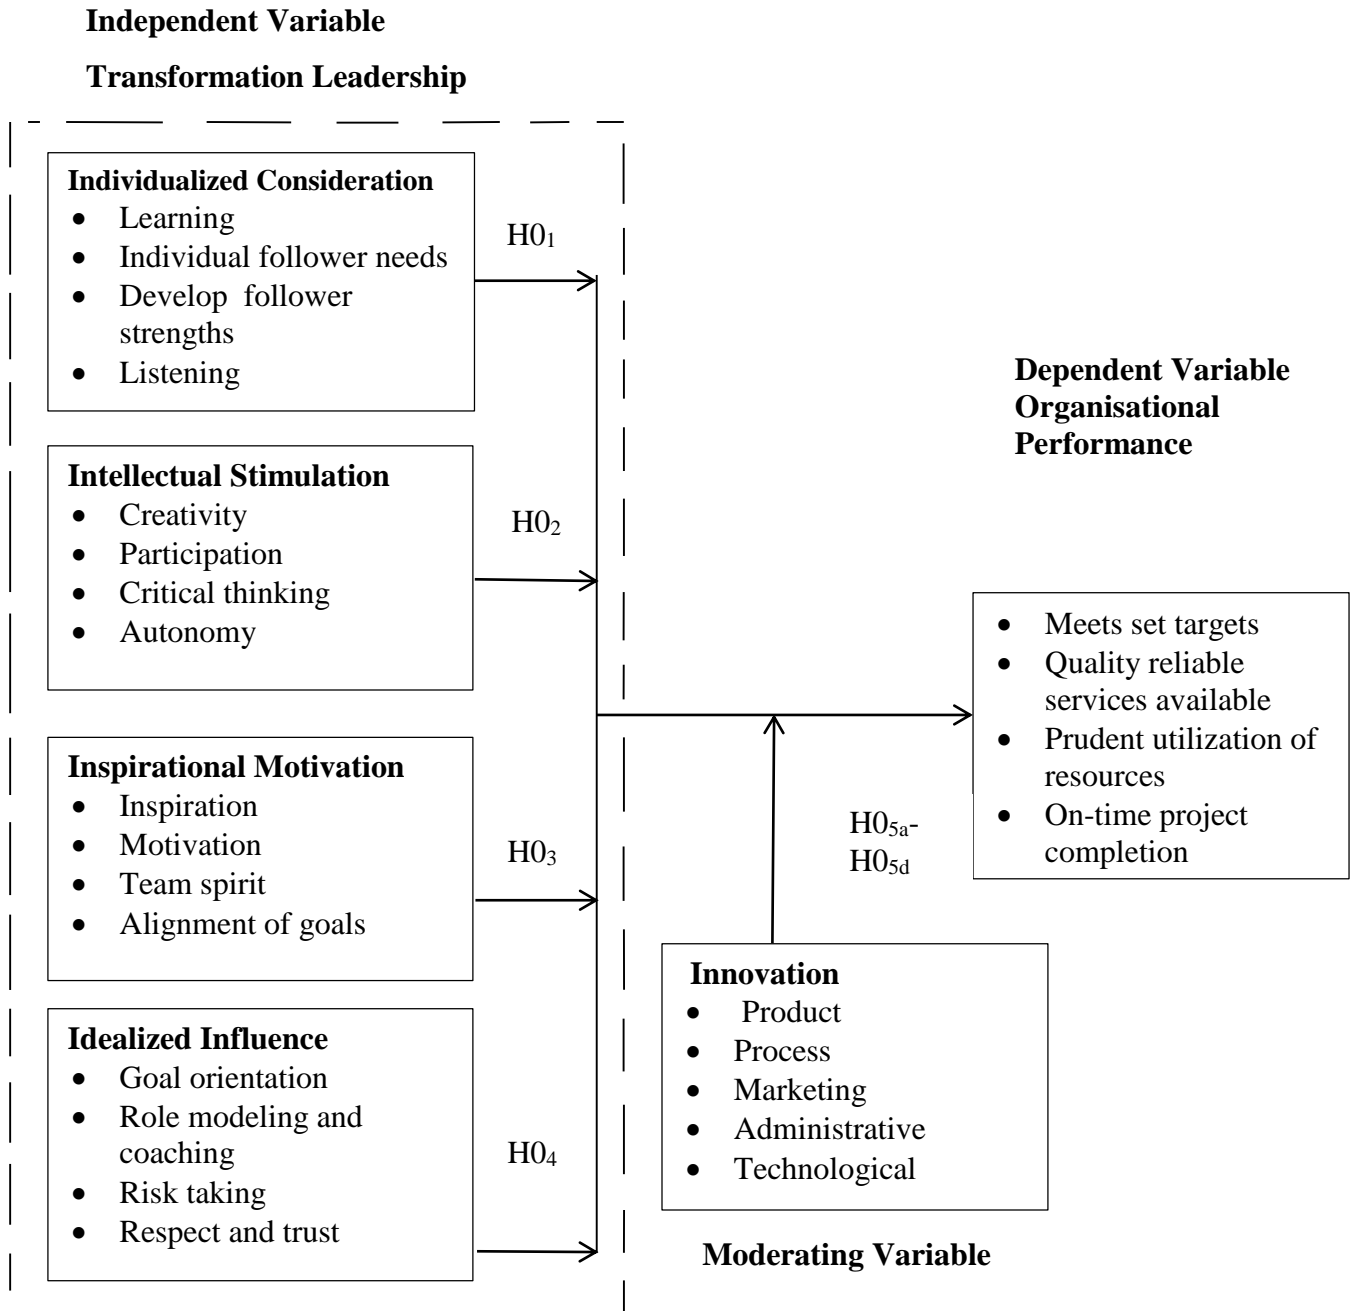 Independent Variable
Transformation Leadership
Individualized Consideration
• Learning
• Individual follower needs
• Develop follower
strengths
• Listening
H0₁
Intellectual Stimulation
• Creativity
• Participation
• Critical thinking
• Autonomy
H0₂
Inspirational Motivation
• Inspiration
• Motivation
• Team spirit
• Alignment of goals
H0₃
Idealized Influence
• Goal orientation
• Role modeling and
coaching
• Risk taking
• Respect and trust
H0₄
Dependent Variable
Organisational
Performance
• Meets set targets
• Quality reliable
services available
• Prudent utilization of
resources
• On-time project
completion
H05a-
H05d
Innovation
• Product
• Process
• Marketing
• Administrative
• Technological
Moderating Variable